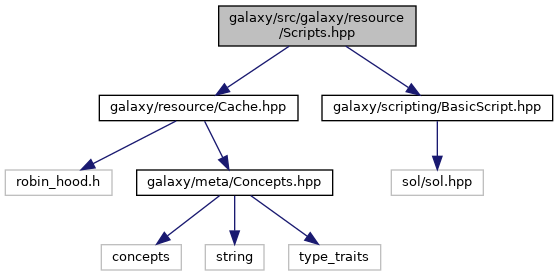 galaxy/src/galaxy/resource
/Scripts.hpp
galaxy/resource/Cache.hpp
galaxy/scripting/BasicScript.hpp
robin_hood.h
galaxy/meta/Concepts.hpp
sol/sol.hpp
concepts
string
type_traits